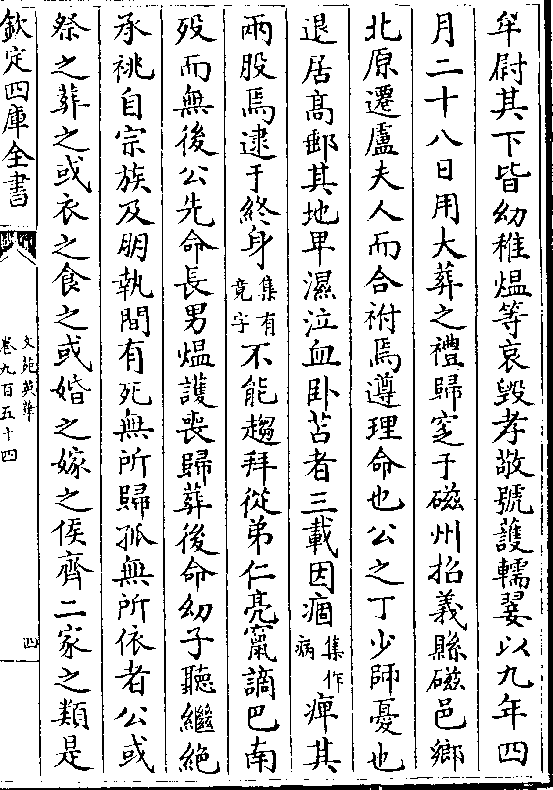 牟尉其下皆幼稚熅等哀毀孝敬號護轜翣以九年四
月二十八日用大葬之禮歸窆于磁州招義縣磁邑鄉
北原遷盧夫人而合祔焉遵理命也公之丁少師憂也
退居髙郵其地卑濕泣血卧苫者三載因痼集作病痺其
兩股焉逮于終身集有竟字不能趨拜從弟仁亮竄謫巴南
歿而無後公先命長男熅護喪歸葬後命幼子聽繼絶
承祧自宗族及朋執間有死無所歸孤無所依者公或
祭之葬之或衣之食之或婚之嫁之侯齊二家之類是
欽定四庫全書
文苑英華
卷九百五十四
四